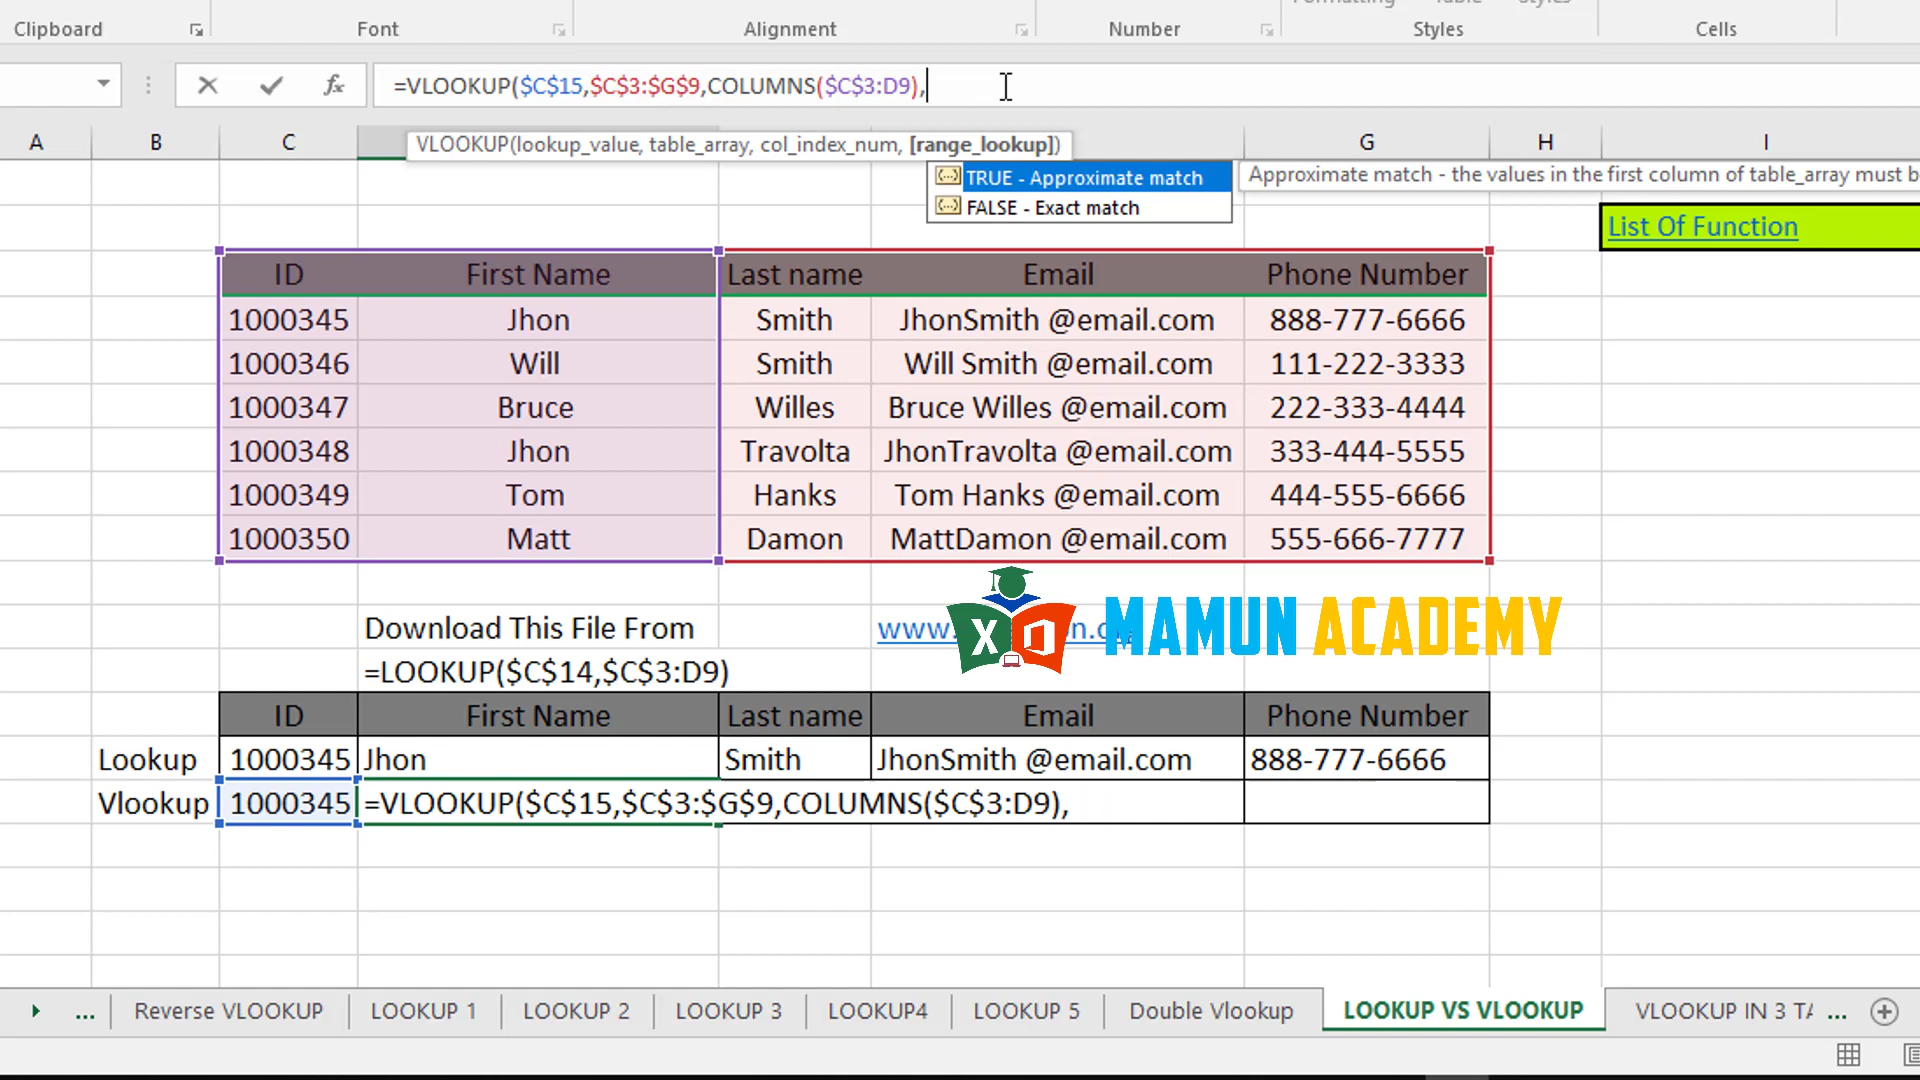 Clipboard Font Alignment Number Styles Cells
=VLOOKUP($C$15,$C$3:$G$9,COLUMNS($C$3:D9),
A B C G H I
VLOOKUP(lookup_value, table_array, col_index_num, [range_lookup])
TRUE - Approximate match
Approximate match - the values in the first column of table_array must
FALSE - Exact match
List Of Function
ID First Name Last name Email Phone Number
1000345 Jhon Smith JhonSmith @email.com 888-777-6666
1000346 Will Smith Will Smith @email.com 111-222-3333
1000347 Bruce Willes Bruce Willes @email.com 222-333-4444
1000348 Jhon Travolta JhonTravolta @email.com 333-444-5555
1000349 Tom Hanks Tom Hanks @email.com 444-555-6666
1000350 Matt Damon MattDamon @email.com 555-666-7777
Download This File From
MAMUN ACADEMY
=LOOKUP($C$14,$C$3:D9)
ID First Name Last name Email Phone Number
Lookup 1000345 Jhon Smith JhonSmith @email.com 888-777-6666
Vlookup 1000345 =VLOOKUP($C$15,$C$3:$G$9,COLUMNS($C$3:D9),
... Reverse VLOOKUP LOOKUP 1 LOOKUP 2 LOOKUP 3 LOOKUP4 LOOKUP 5 Double Vlookup LOOKUP VS VLOOKUP VLOOKUP IN 3 TA ...